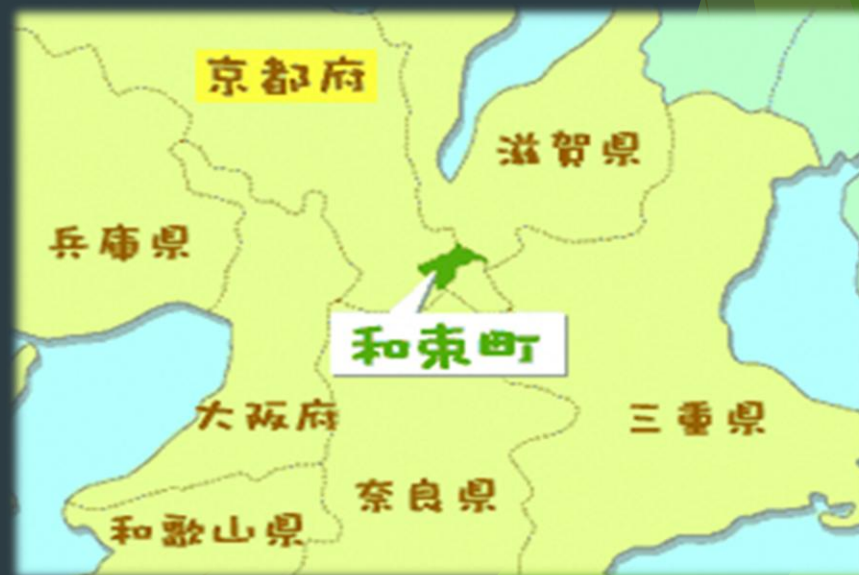 京都府
滋賀県
兵庫県
和束町
大阪府
三重県
奈良県
和歌山県